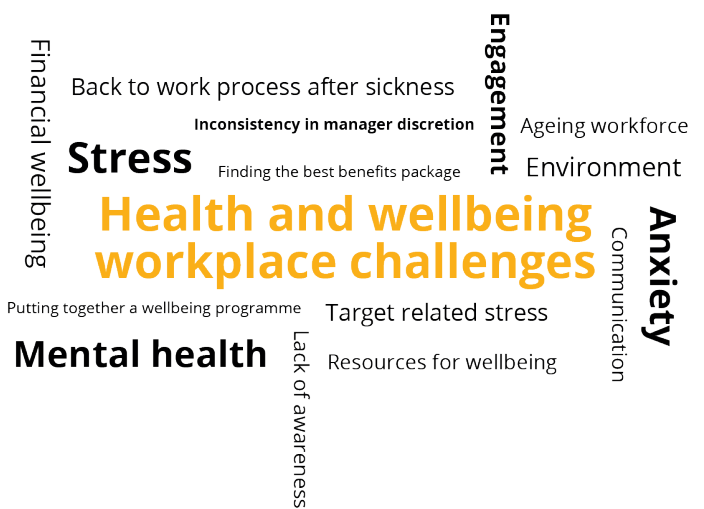 Financial wellbeing
Back to work process after sickness
Engagement
Inconsistency in manager discretion
Ageing workforce
Stress
Finding the best benefits package
Environment
Health and wellbeing
workplace challenges
Anxiety
Communication
Putting together a wellbeing programme
Target related stress
Mental health
Lack of awareness
Resources for wellbeing